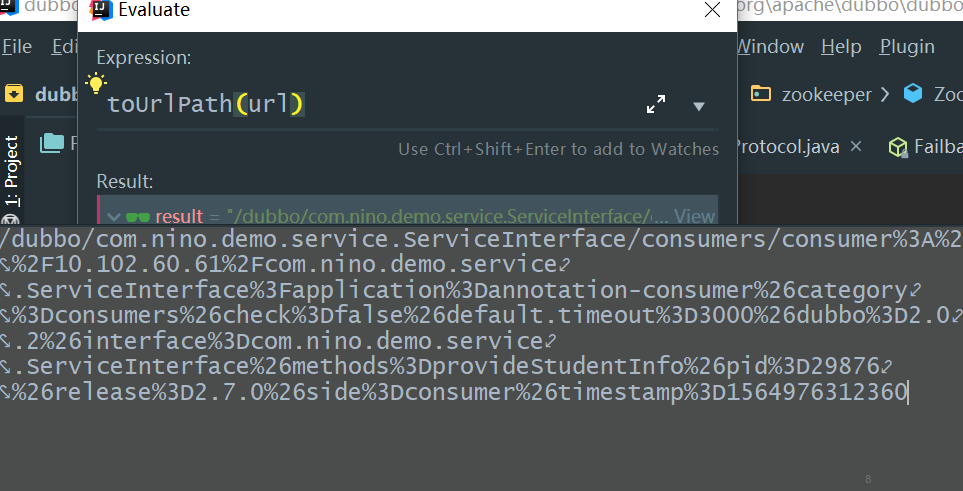 dubbo
Evaluate
org\apache\dubbo\dubbo
File Edi
Window Help Plugin
Expression:
toUrlPath(url)
dubb
zookeeper
Zoo
1: Project
Use Ctrl+Shift+Enter to add to Watches
Protocol.java
Failba
Result:
result = "/dubbo/com.nino.demo.service.ServiceInterface/c... View
/dubbo/com.nino.demo.service.ServiceInterface/consumers/consumer%3A%2
%2F10.102.60.61%2Fcom.nino.demo.service
.ServiceInterface%3Fapplication%3Dannotation-consumer%26category
%3Dconsumers%26check%3Dfalse%26default.timeout%3D3000%26dubbo%3D2.0
.2%26interface%3Dcom.nino.demo.service
.ServiceInterface%26methods%3DprovideStudentInfo%26pid%3D29876
%26release%3D2.7.0%26side%3Dconsumer%26timestamp%3D1564976312360
8